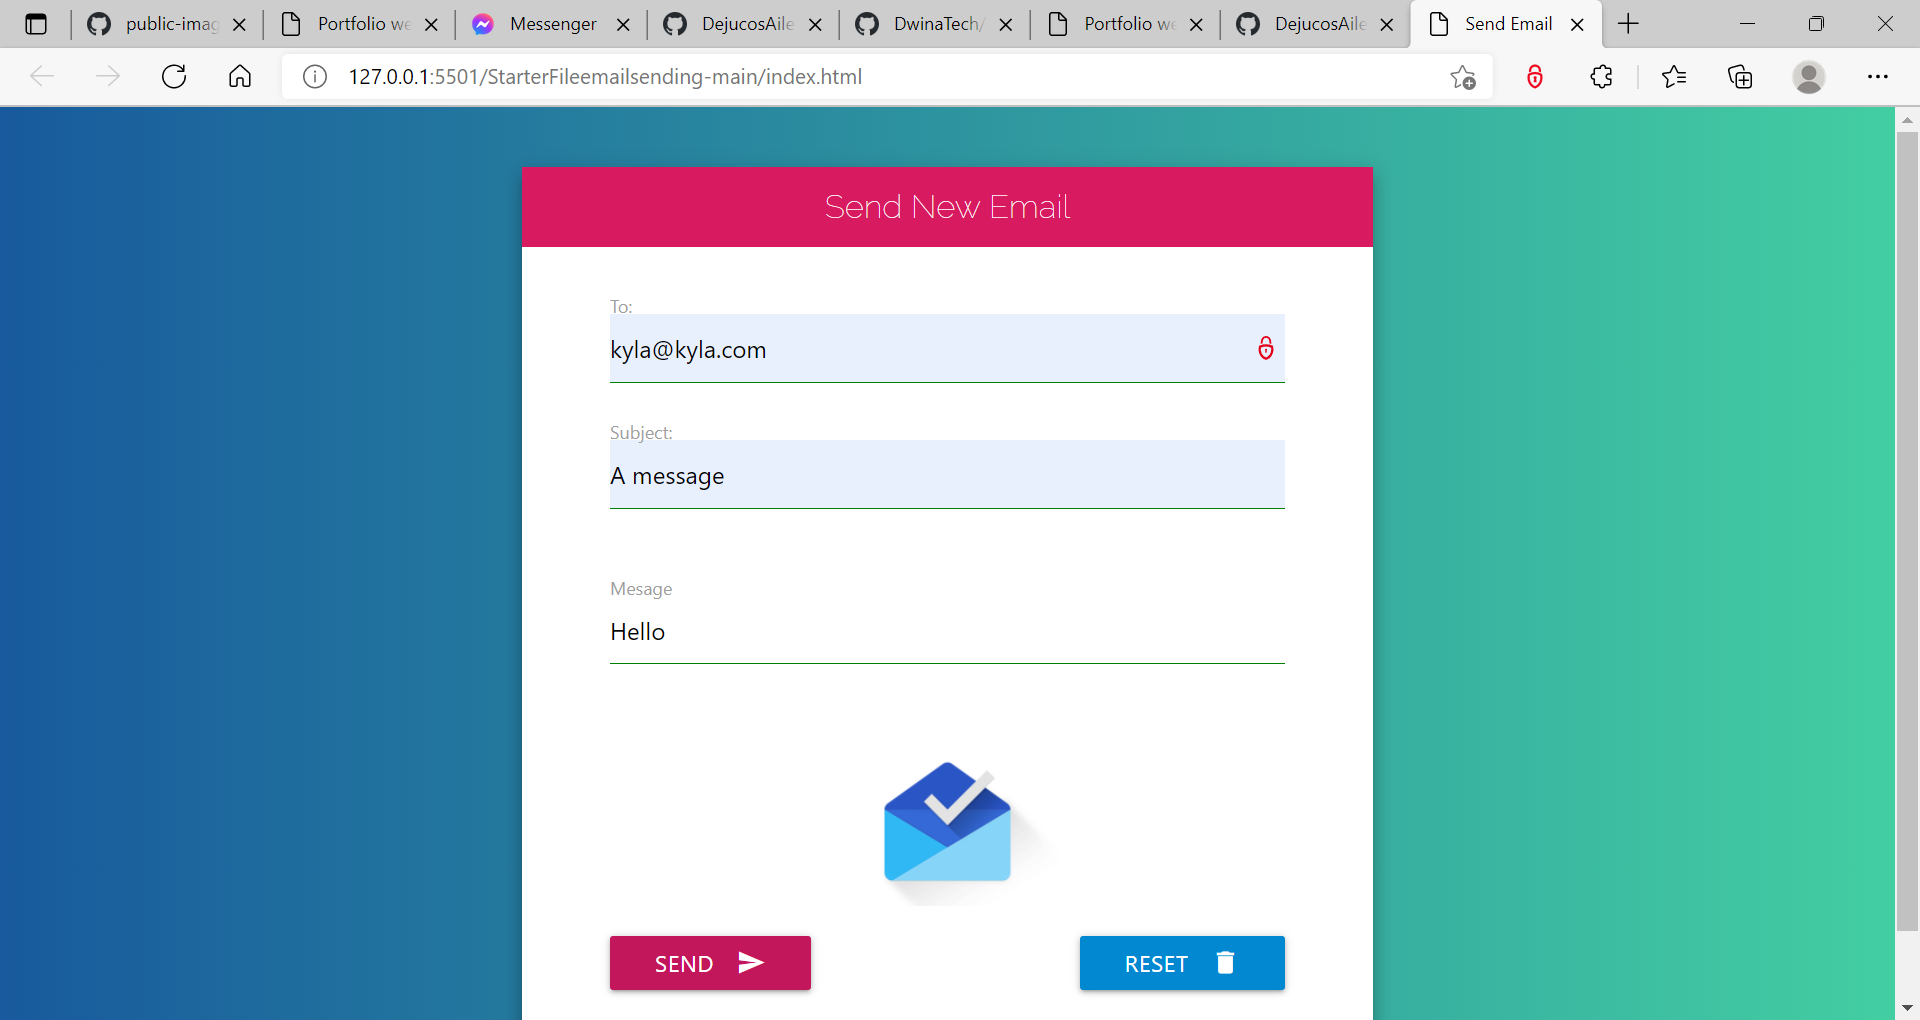 public-imag
Portfolio we
Messenger
DejucosAile
DwinaTech/
Portfolio we
DejucosAile
Send Email
127.0.0.1:5501/StarterFileemailsending-main/index.html
Send New Email
To:
kyla@kyla.com
Subject:
A message
Mesage
Hello
SEND
RESET